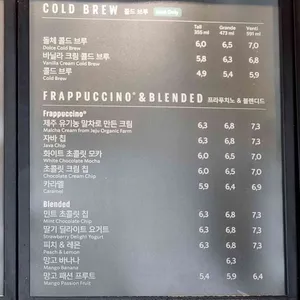 COLD BREW 콜드 브루
Tall 355 ml Grande 473 ml Venti 591 ml
돌체 콜드 브루 6,0 6,5 7,0
Dolce Cold Brew
바닐라 크림 콜드 브루 5,8 6,3 6,8
Vanilla Cream Cold Brew
콜드 브루 4,9 5,4 5,9
Cold Brew
FRAPPUCCINO® & BLENDED 프라푸치노 & 블렌디드
Frappuccino®
제주 유기농 말차로 만든 크림 6,3 6,8 7,3
Matcha Cream from Jeju Organic Farm
자바 칩 6,3 6,8 7,3
Java Chip
화이트 초콜릿 모카 6,0 6,5 7,0
White Chocolate Mocha
초콜릿 크림 칩 6,0 6,5 7,0
Chocolate Cream Chip
카라멜 5,9 6,4 6,9
Caramel
Blended
민트 초콜릿 칩 6,3 6,8 7,3
Mint Chocolate Chip
딸기 딜라이트 요거트 6,3 6,8 7,3
Strawberry Delight Yogurt
피치 & 레몬 6,3 6,8 7,3
Peach & Lemon
망고 바나나 6,3
Mango Banana
망고 패션 프루트 5,4 5,9 6,4
Mango Passion Fruit